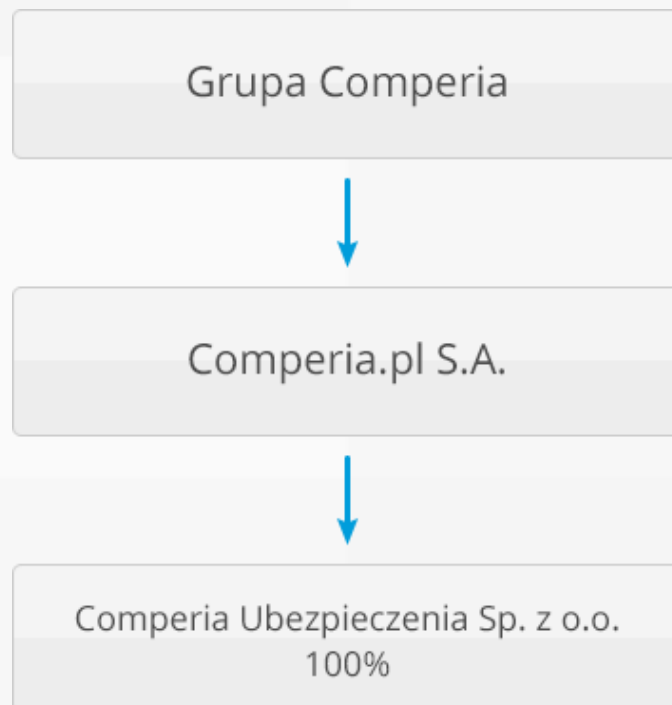 Grupa Comperia
Comperia.pl S.A.
Comperia Ubezpieczenia Sp. z o.o.
100%